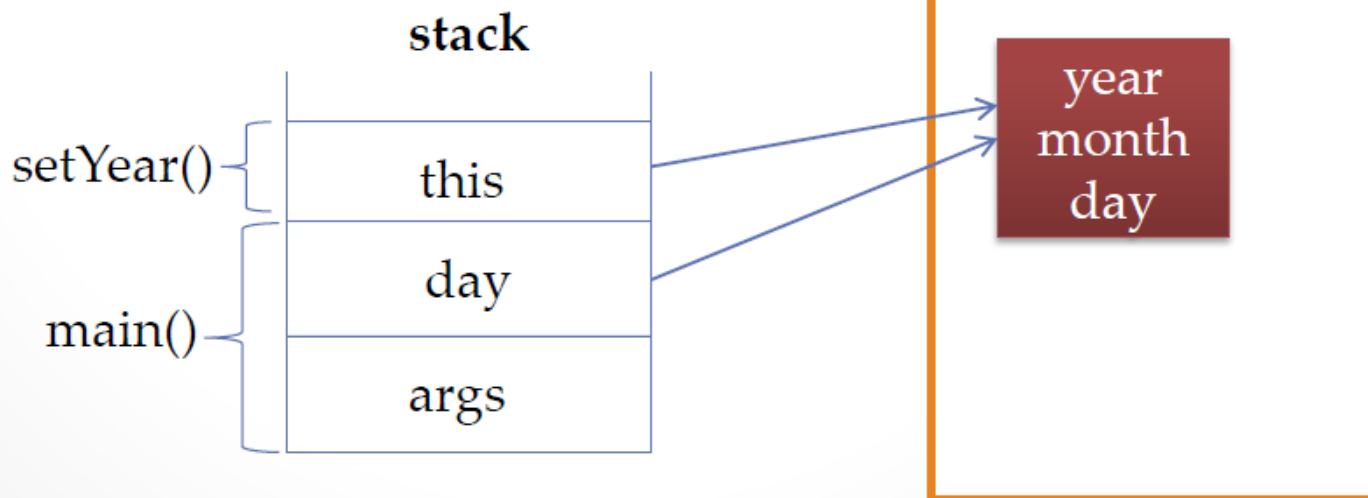 stack
setYear()
this
main()
day
args
year
month
day